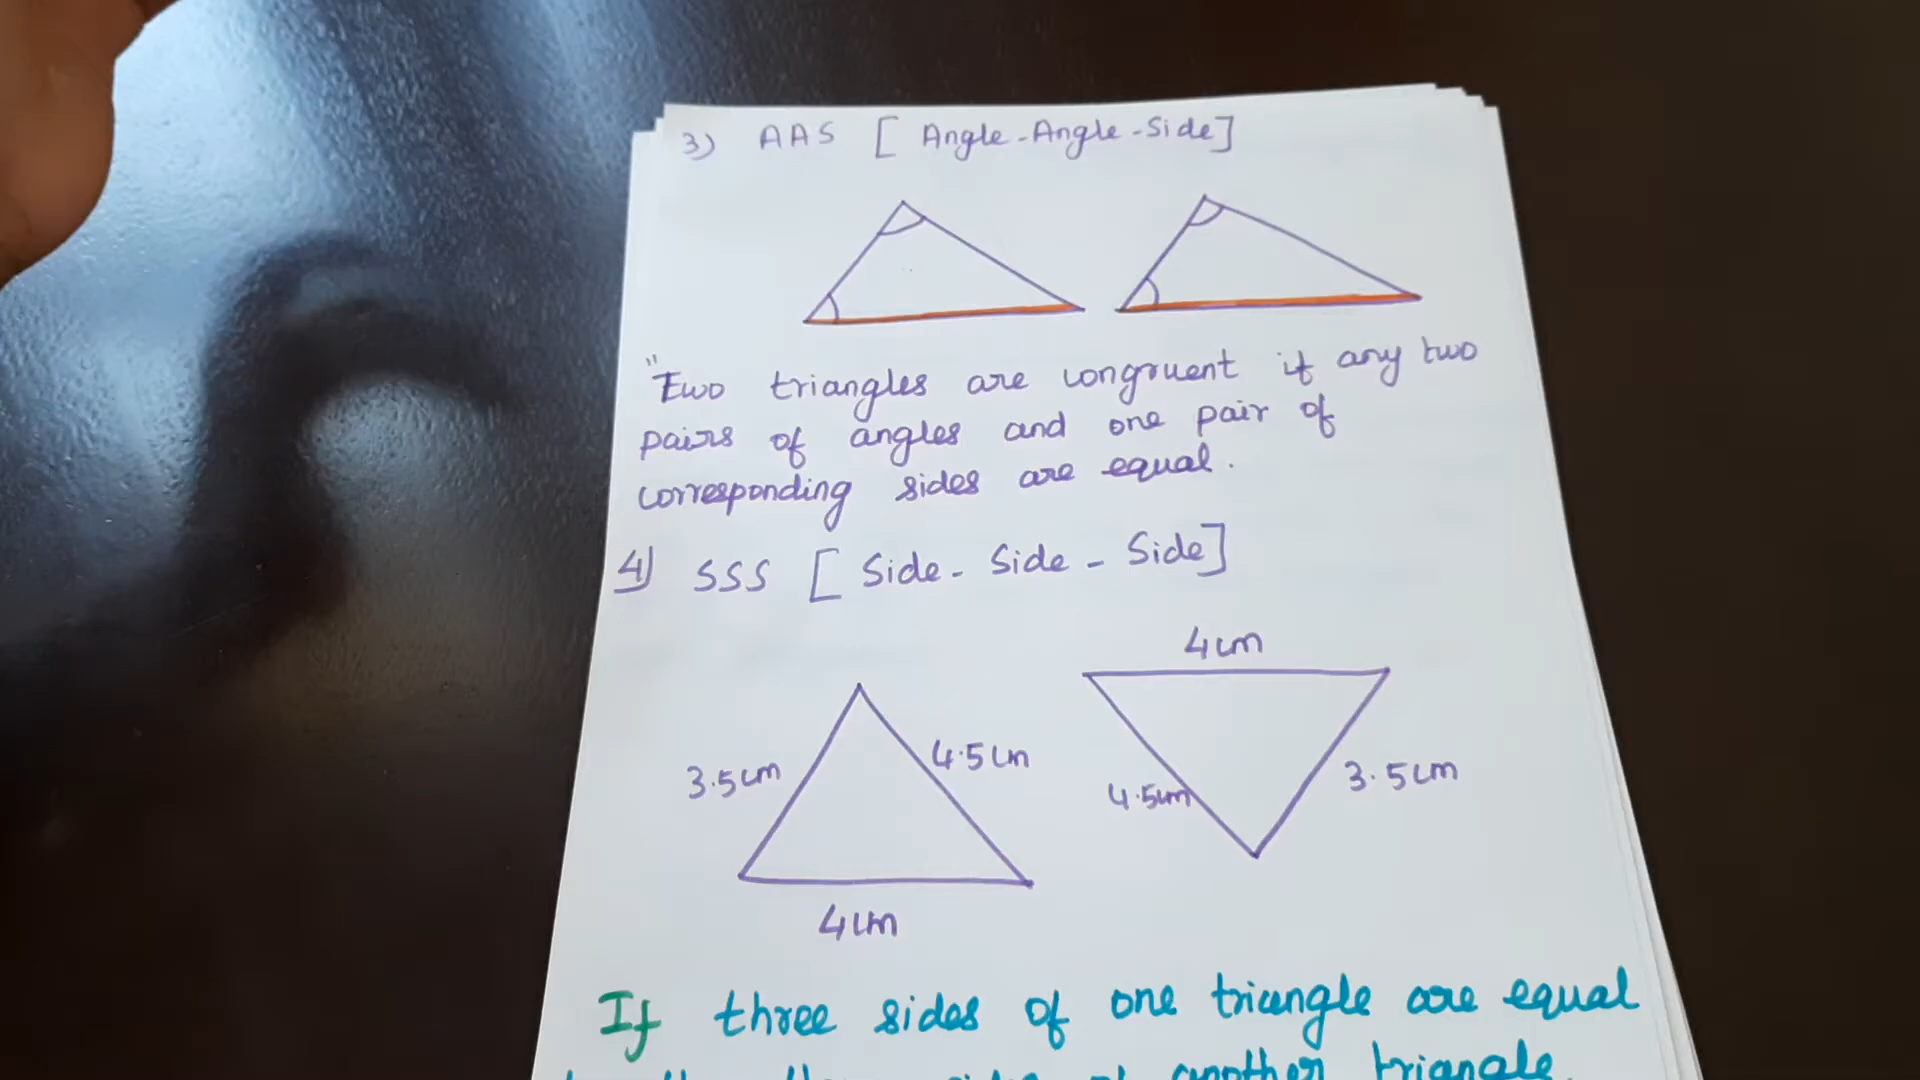 3) AAS [ Angle-Angle-Side]
"Two triangles are congruent if any two
pairs of angles and one pair of
corresponding sides are equal.
4) SSS [ Side - Side - Side]
4cm
3.5cm
4.5cm
4.5cm
3.5cm
4cm
If three sides of one triangle are equal
another triangle.